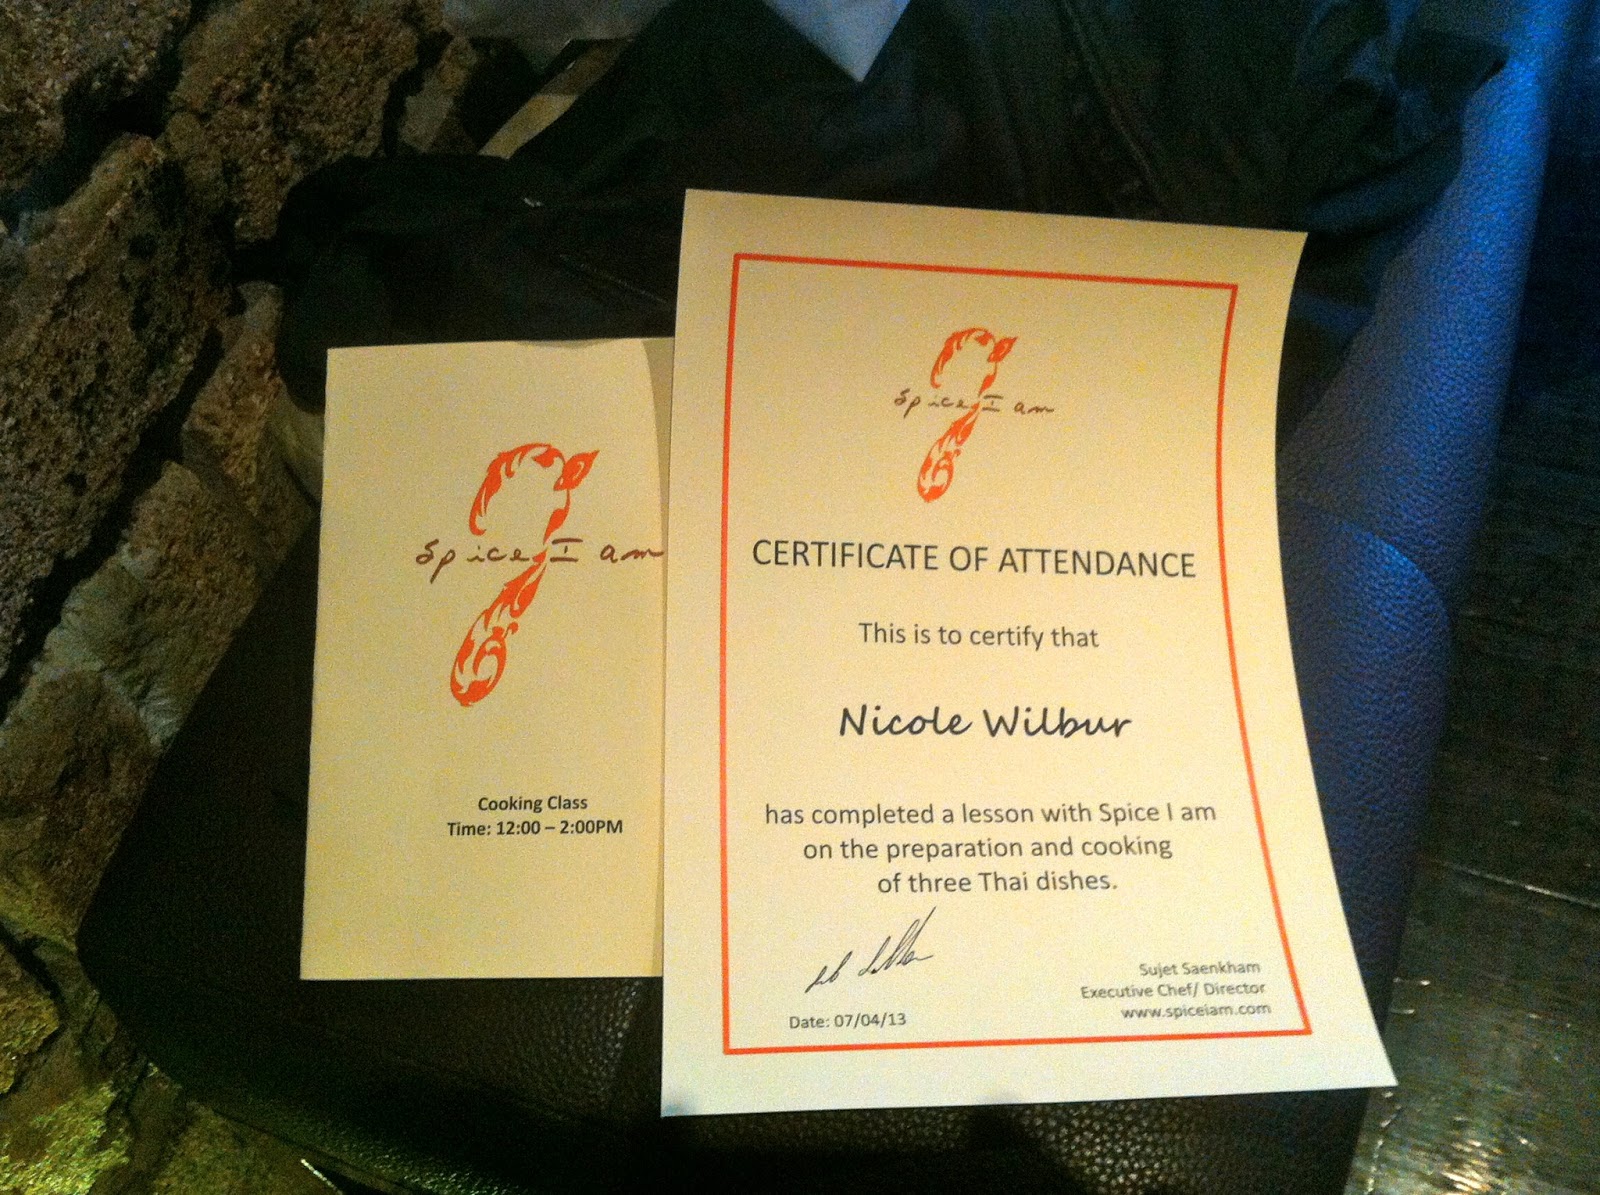 Spice I am
Cooking Class
Time: 12:00 – 2:00PM
Spice I am
CERTIFICATE OF ATTENDANCE
This is to certify that
Nicole Wilbur
has completed a lesson with Spice I am
on the preparation and cooking
of three Thai dishes.
Sujet Saenkham
Executive Chef/ Director
www.spiceiam.com
Date: 07/04/13